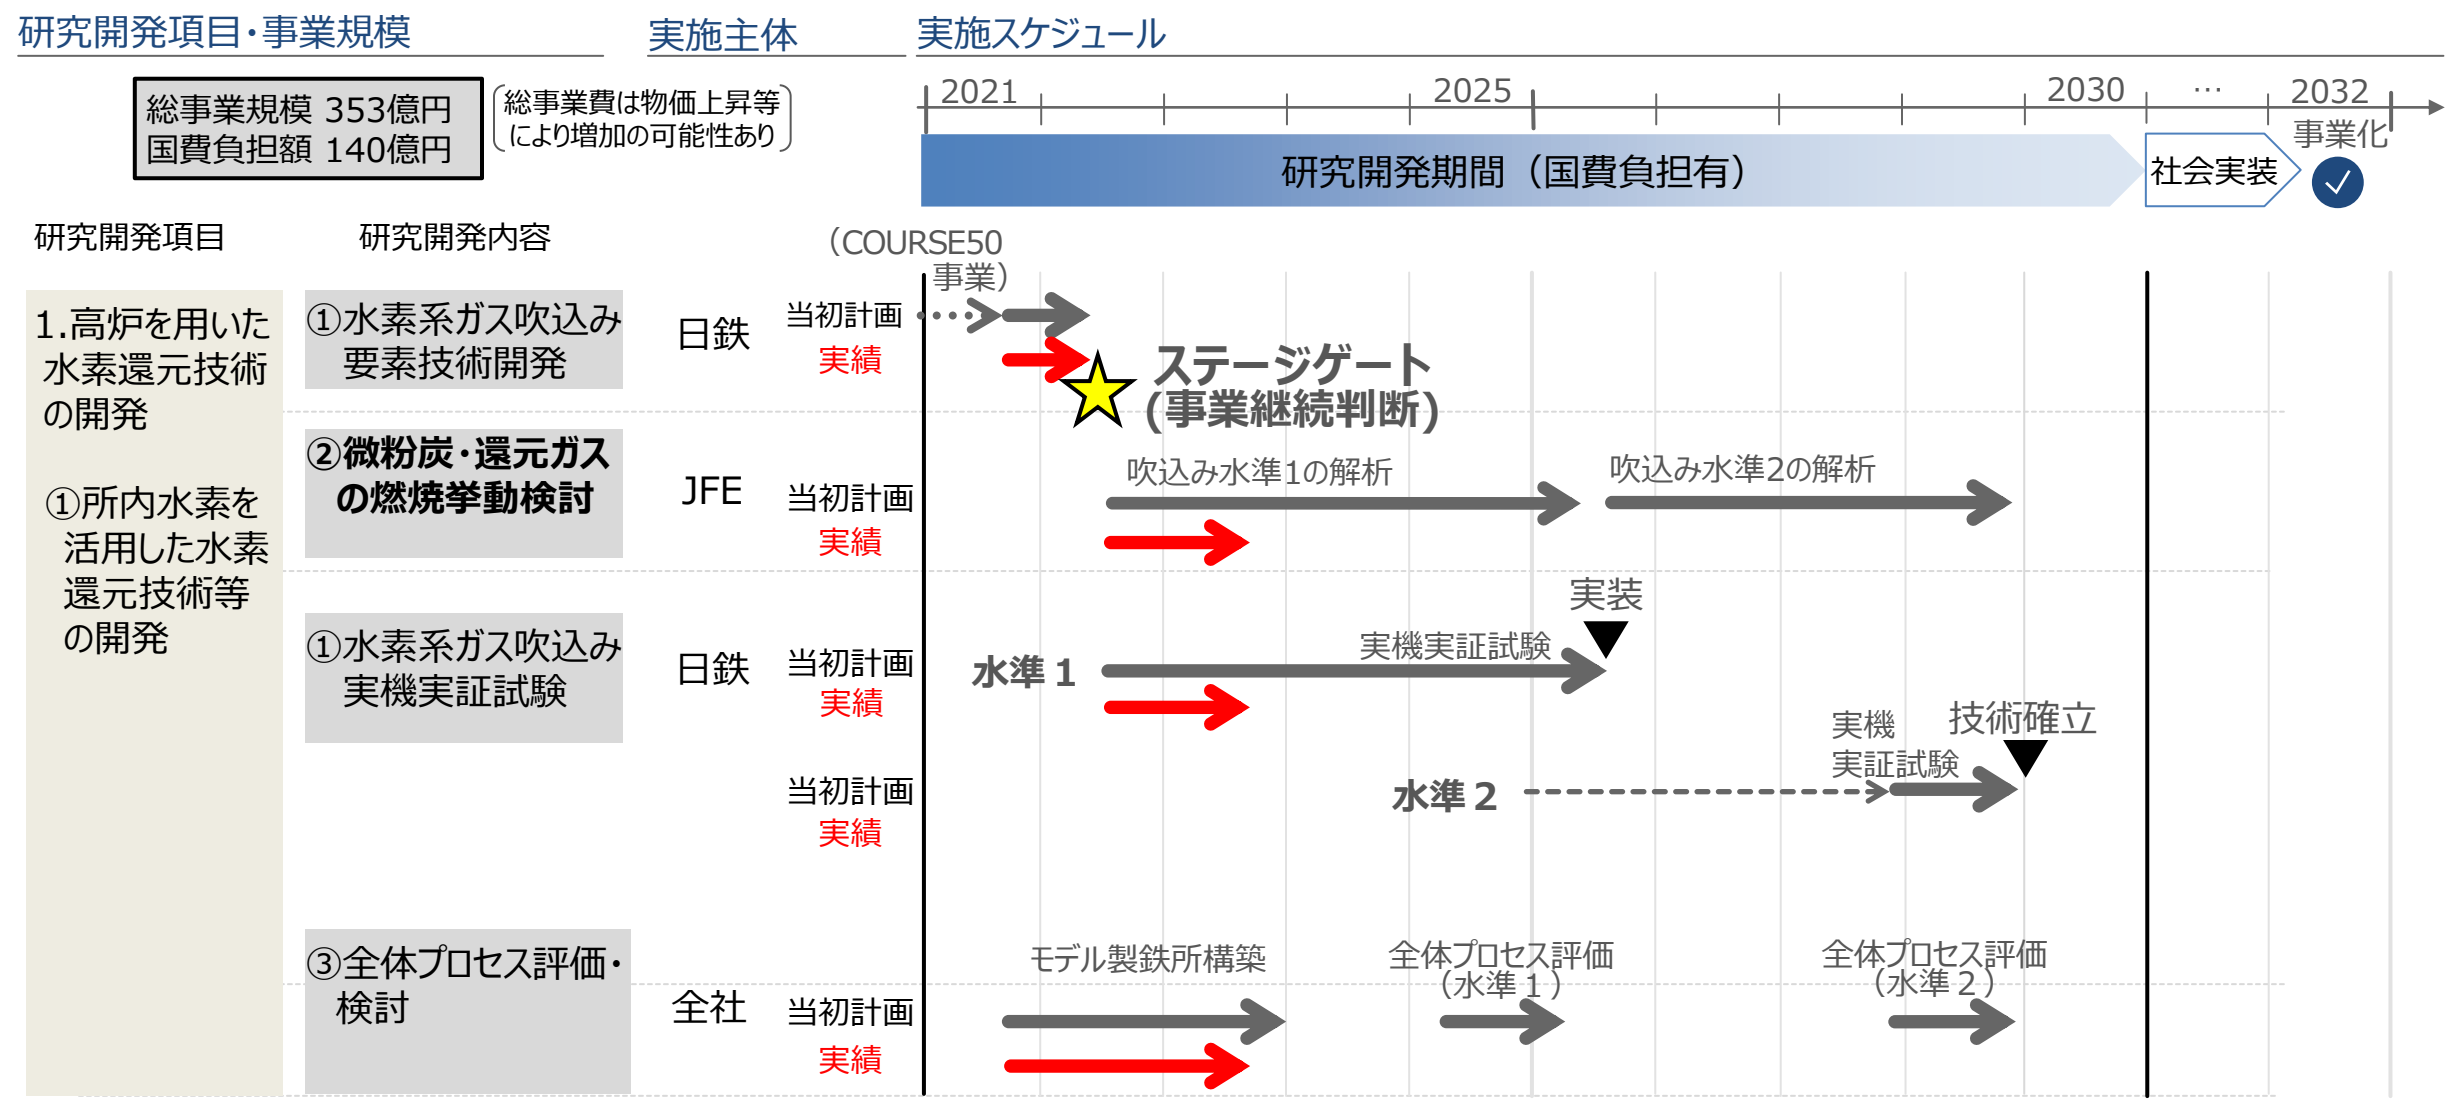 研究開発項目・事業規模
実施主体
実施スケジュール
総事業規模 353億円
国費負担額 140億円
総事業費は物価上昇等
により増加の可能性あり
2021
2025
2030
…
2032
事業化
研究開発期間（国費負担有）
社会実装
研究開発項目
研究開発内容
（COURSE50
事業）
1.高炉を用いた
水素還元技術
の開発
①所内水素を
活用した水素
還元技術等
の開発
①水素系ガス吹込み
要素技術開発
日鉄
当初計画
実績
ステージゲート
(事業継続判断)
②微粉炭・還元ガス
の燃焼挙動検討
JFE
当初計画
実績
吹込み水準1の解析
吹込み水準2の解析
①水素系ガス吹込み
実機実証試験
日鉄
当初計画
実績
水準１
実機実証試験
実装
当初計画
実績
水準２
実機
実証試験
技術確立
③全体プロセス評価・
検討
全社
当初計画
実績
モデル製鉄所構築
全体プロセス評価
（水準１）
全体プロセス評価
（水準２）